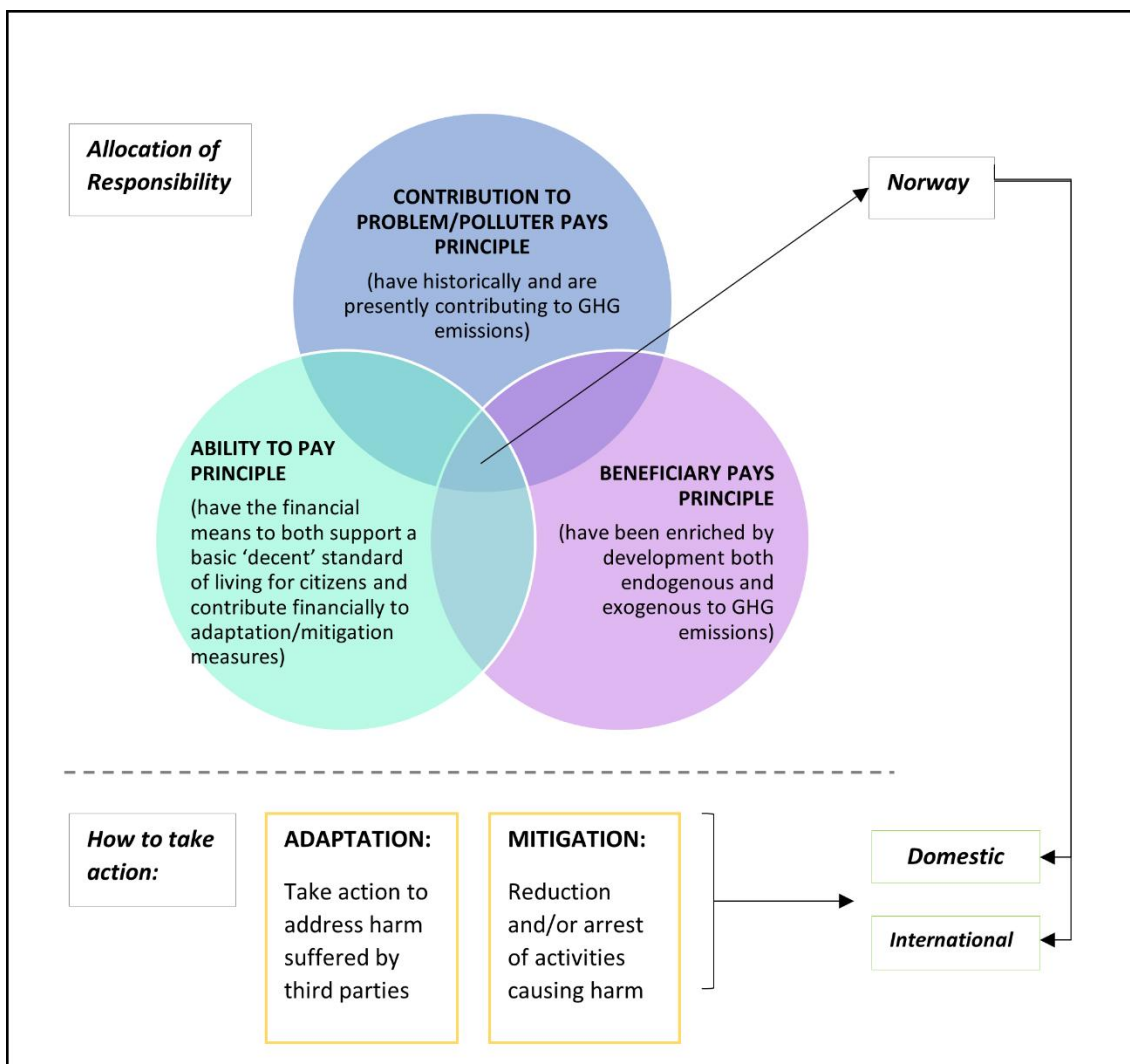 Allocation of
Responsibility
CONTRIBUTION TO
PROBLEM/POLLUTER PAYS
PRINCIPLE
(have historically and are
presently contributing to GHG
emissions)
Norway
ABILITY TO PAY
PRINCIPLE
(have the financial
means to both support a
basic ‘decent’ standard
of living for citizens and
contribute financially to
adaptation/mitigation
measures)
BENEFICIARY PAYS
PRINCIPLE
(have been enriched by
development both
endogenous and
exogenous to GHG
emissions)
How to take
action:
ADAPTATION:
Take action to
address harm
suffered by
third parties
MITIGATION:
Reduction
and/or arrest
of activities
causing harm
Domestic
International